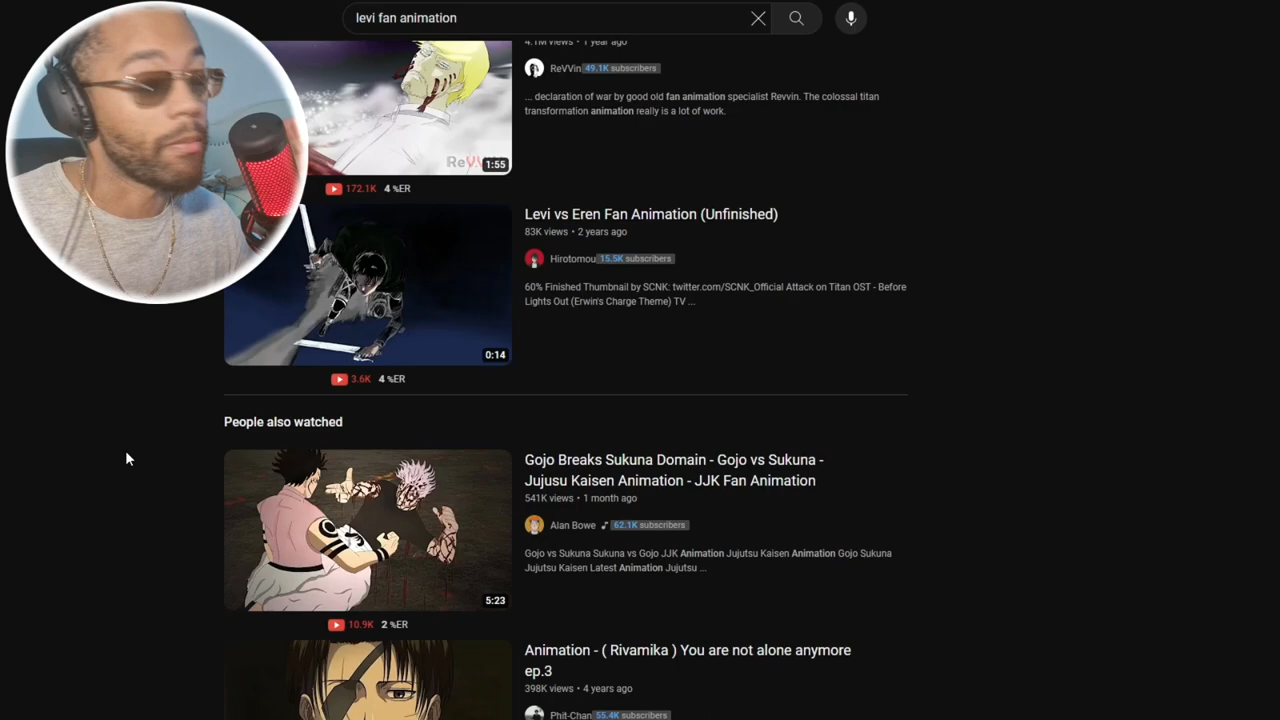 levi fan animation
4.1M views • 1 year ago
ReVVin 49.1K subscribers
... declaration of war by good old fan animation specialist Revvin. The colossal titan
transformation animation really is a lot of work.
1:55
172.1K 4 %ER
Levi vs Eren Fan Animation (Unfinished)
83K views • 2 years ago
Hirotomou 15.5K subscribers
60% Finished Thumbnail by SCNK: twitter.com/SCNK_Official Attack on Titan OST - Before
Lights Out (Erwin's Charge Theme) TV ...
0:14
3.6K 4 %ER
People also watched
Gojo Breaks Sukuna Domain - Gojo vs Sukuna -
Jujusu Kaisen Animation - JJK Fan Animation
541K views • 1 month ago
Alan Bowe 62.1K subscribers
Gojo vs Sukuna Sukuna vs Gojo JJK Animation Jujutsu Kaisen Animation Gojo Sukuna
Jujutsu Kaisen Latest Animation Jujutsu ...
5:23
10.9K 2 %ER
Animation - ( Rivamika ) You are not alone anymore
ep.3
398K views • 4 years ago
Phit-Chan 55.4K subscribers